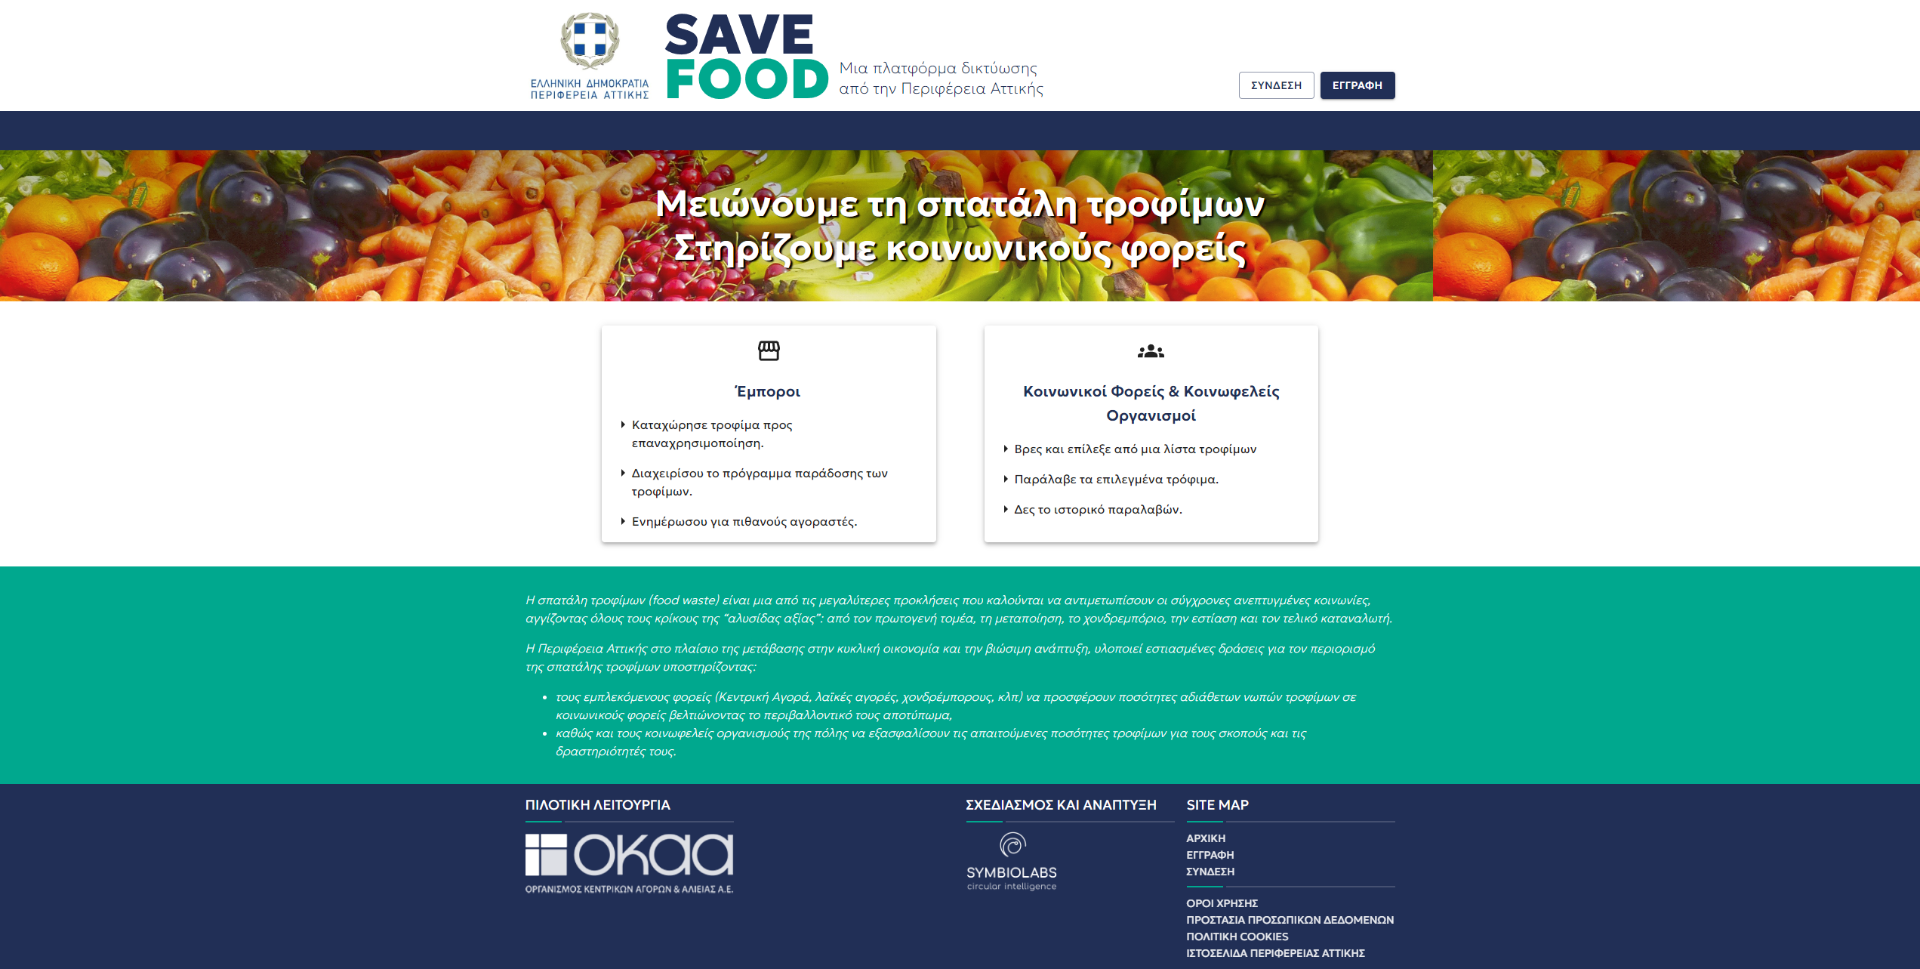 ΕΛΛΗΝΙΚΗ ΔΗΜΟΚΡΑΤΙΑ
ΠΕΡΙΦΕΡΕΙΑ ΑΤΤΙΚΗΣ
SAVE
FOOD
Μια πλατφόρμα δικτύωσης
από την Περιφέρεια Αττικής
ΣΥΝΔΕΣΗ
ΕΓΓΡΑΦΗ
Μειώνουμε τη σπατάλη τροφίμων
Στηρίζουμε κοινωνικούς φορείς
Έμποροι
Καταχώρησε τροφίμα προς
επαναχρησιμοποίηση.
Διαχειρίσου το πρόγραμμα παράδοσης των
τροφίμων.
Ενημέρωσου για πιθανούς αγοραστές.
Κοινωνικοί Φορείς & Κοινωφελείς
Οργανισμοί
Βρες και επίλεξε από μια λίστα τροφίμων
Παράλαβε τα επιλεγμένα τρόφιμα.
Δες το ιστορικό παραλαβών.
Η σπατάλη τροφίμων (food waste) είναι μια από τις μεγαλύτερες προκλήσεις που καλούνται να αντιμετωπίσουν οι σύγχρονες ανεπτυγμένες κοινωνίες,
αγγίζοντας όλους τους κρίκους της “αλυσίδας αξίας”: από τον πρωτογενή τομέα, τη μεταποίηση, το χονδρεμπόριο, την εστίαση και τον τελικό καταναλωτή.
Η Περιφέρεια Αττικής στο πλαίσιο της μετάβασης στην κυκλική οικονομία και την βιώσιμη ανάπτυξη, υλοποιεί εστιασμένες δράσεις για τον περιορισμό
της σπατάλης τροφίμων υποστηρίζοντας:
• τους εμπλεκόμενους φορείς (Κεντρική Αγορά, λαϊκές αγορές, χονδρέμπορους, κλπ) να προσφέρουν ποσότητες αδιάθετων νωπών τροφίμων σε
κοινωνικούς φορείς βελτιώνοντας το περιβαλλοντικό τους αποτύπωμα,
• καθώς και τους κοινωφελείς οργανισμούς της πόλης να εξασφαλίσουν τις απαιτούμενες ποσότητες τροφίμων για τους σκοπούς και τις
δραστηριότητές τους.
ΠΙΛΟΤΙΚΗ ΛΕΙΤΟΥΡΓΙΑ
οκαα
ΟΡΓΑΝΙΣΜΟΣ ΚΕΝΤΡΙΚΩΝ ΑΓΟΡΩΝ & ΑΛΙΕΙΑΣ Α.Ε.
ΣΧΕΔΙΑΣΜΟΣ ΚΑΙ ΑΝΑΠΤΥΞΗ
SYMBIOLABS
circular intelligence
SITE MAP
ΑΡΧΙΚΗ
ΕΓΓΡΑΦΗ
ΣΥΝΔΕΣΗ
ΟΡΟΙ ΧΡΗΣΗΣ
ΠΡΟΣΤΑΣΙΑ ΠΡΟΣΩΠΙΚΩΝ ΔΕΔΟΜΕΝΩΝ
ΠΟΛΙΤΙΚΗ COOKIES
ΙΣΤΟΣΕΛΙΔΑ ΠΕΡΙΦΕΡΕΙΑΣ ΑΤΤΙΚΗΣ